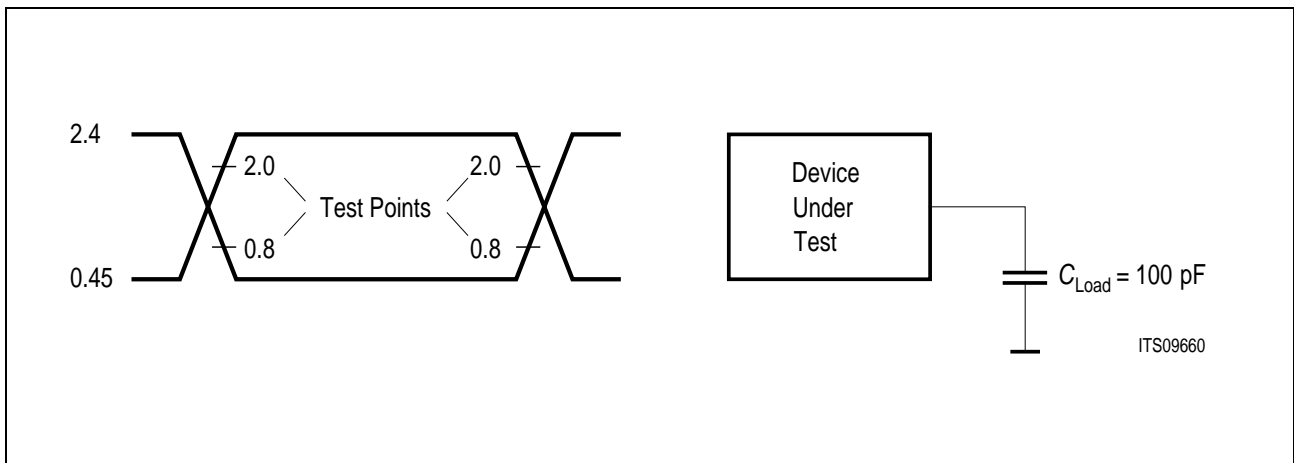 2.4
2.0
2.0
Test Points
0.8
0.8
0.45
Device
Under
Test
C Load = 100 pF
ITS09660